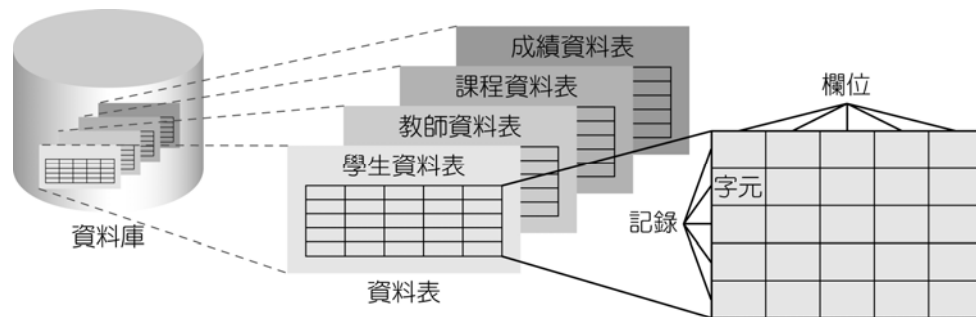 成績資料表
課程資料表
教師資料表
學生資料表
資料庫
資料表
欄位
字元
記錄